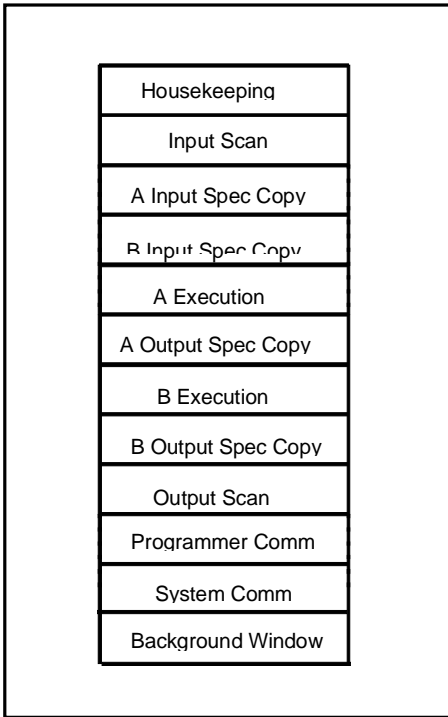 Housekeeping
Input Scan
A Input Spec Copy
B Input Spec Copy
A Execution
A Output Spec Copy
B Execution
B Output Spec Copy
Output Scan
Programmer Comm
System Comm
Background Window